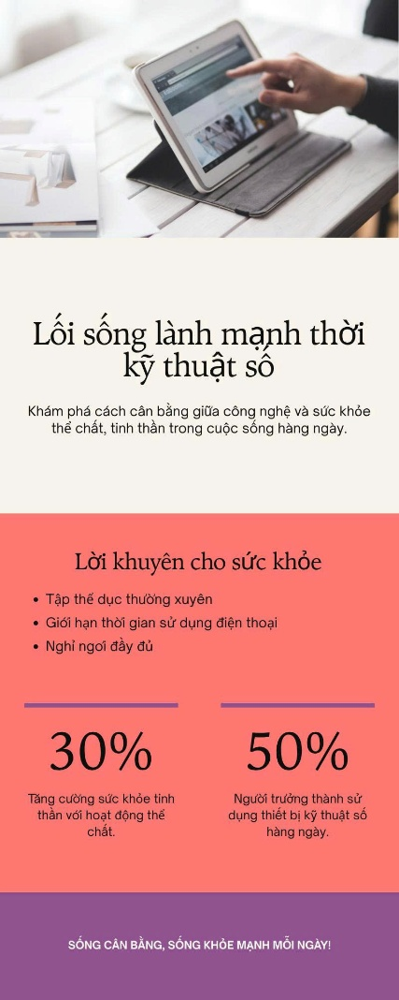 Lối sống lành mạnh thời
kỹ thuật số
Khám phá cách cân bằng giữa công nghệ và sức khỏe
thể chất, tinh thần trong cuộc sống hàng ngày.
Lời khuyên cho sức khỏe
• Tập thể dục thường xuyên
• Giới hạn thời gian sử dụng điện thoại
• Nghỉ ngơi đầy đủ
30%
Tăng cường sức khỏe tinh
thần với hoạt động thể
chất.
50%
Người trưởng thành sử
dụng thiết bị kỹ thuật số
hàng ngày.
SỐNG CÂN BẰNG, SỐNG KHỎE MẠNH MỖI NGÀY!